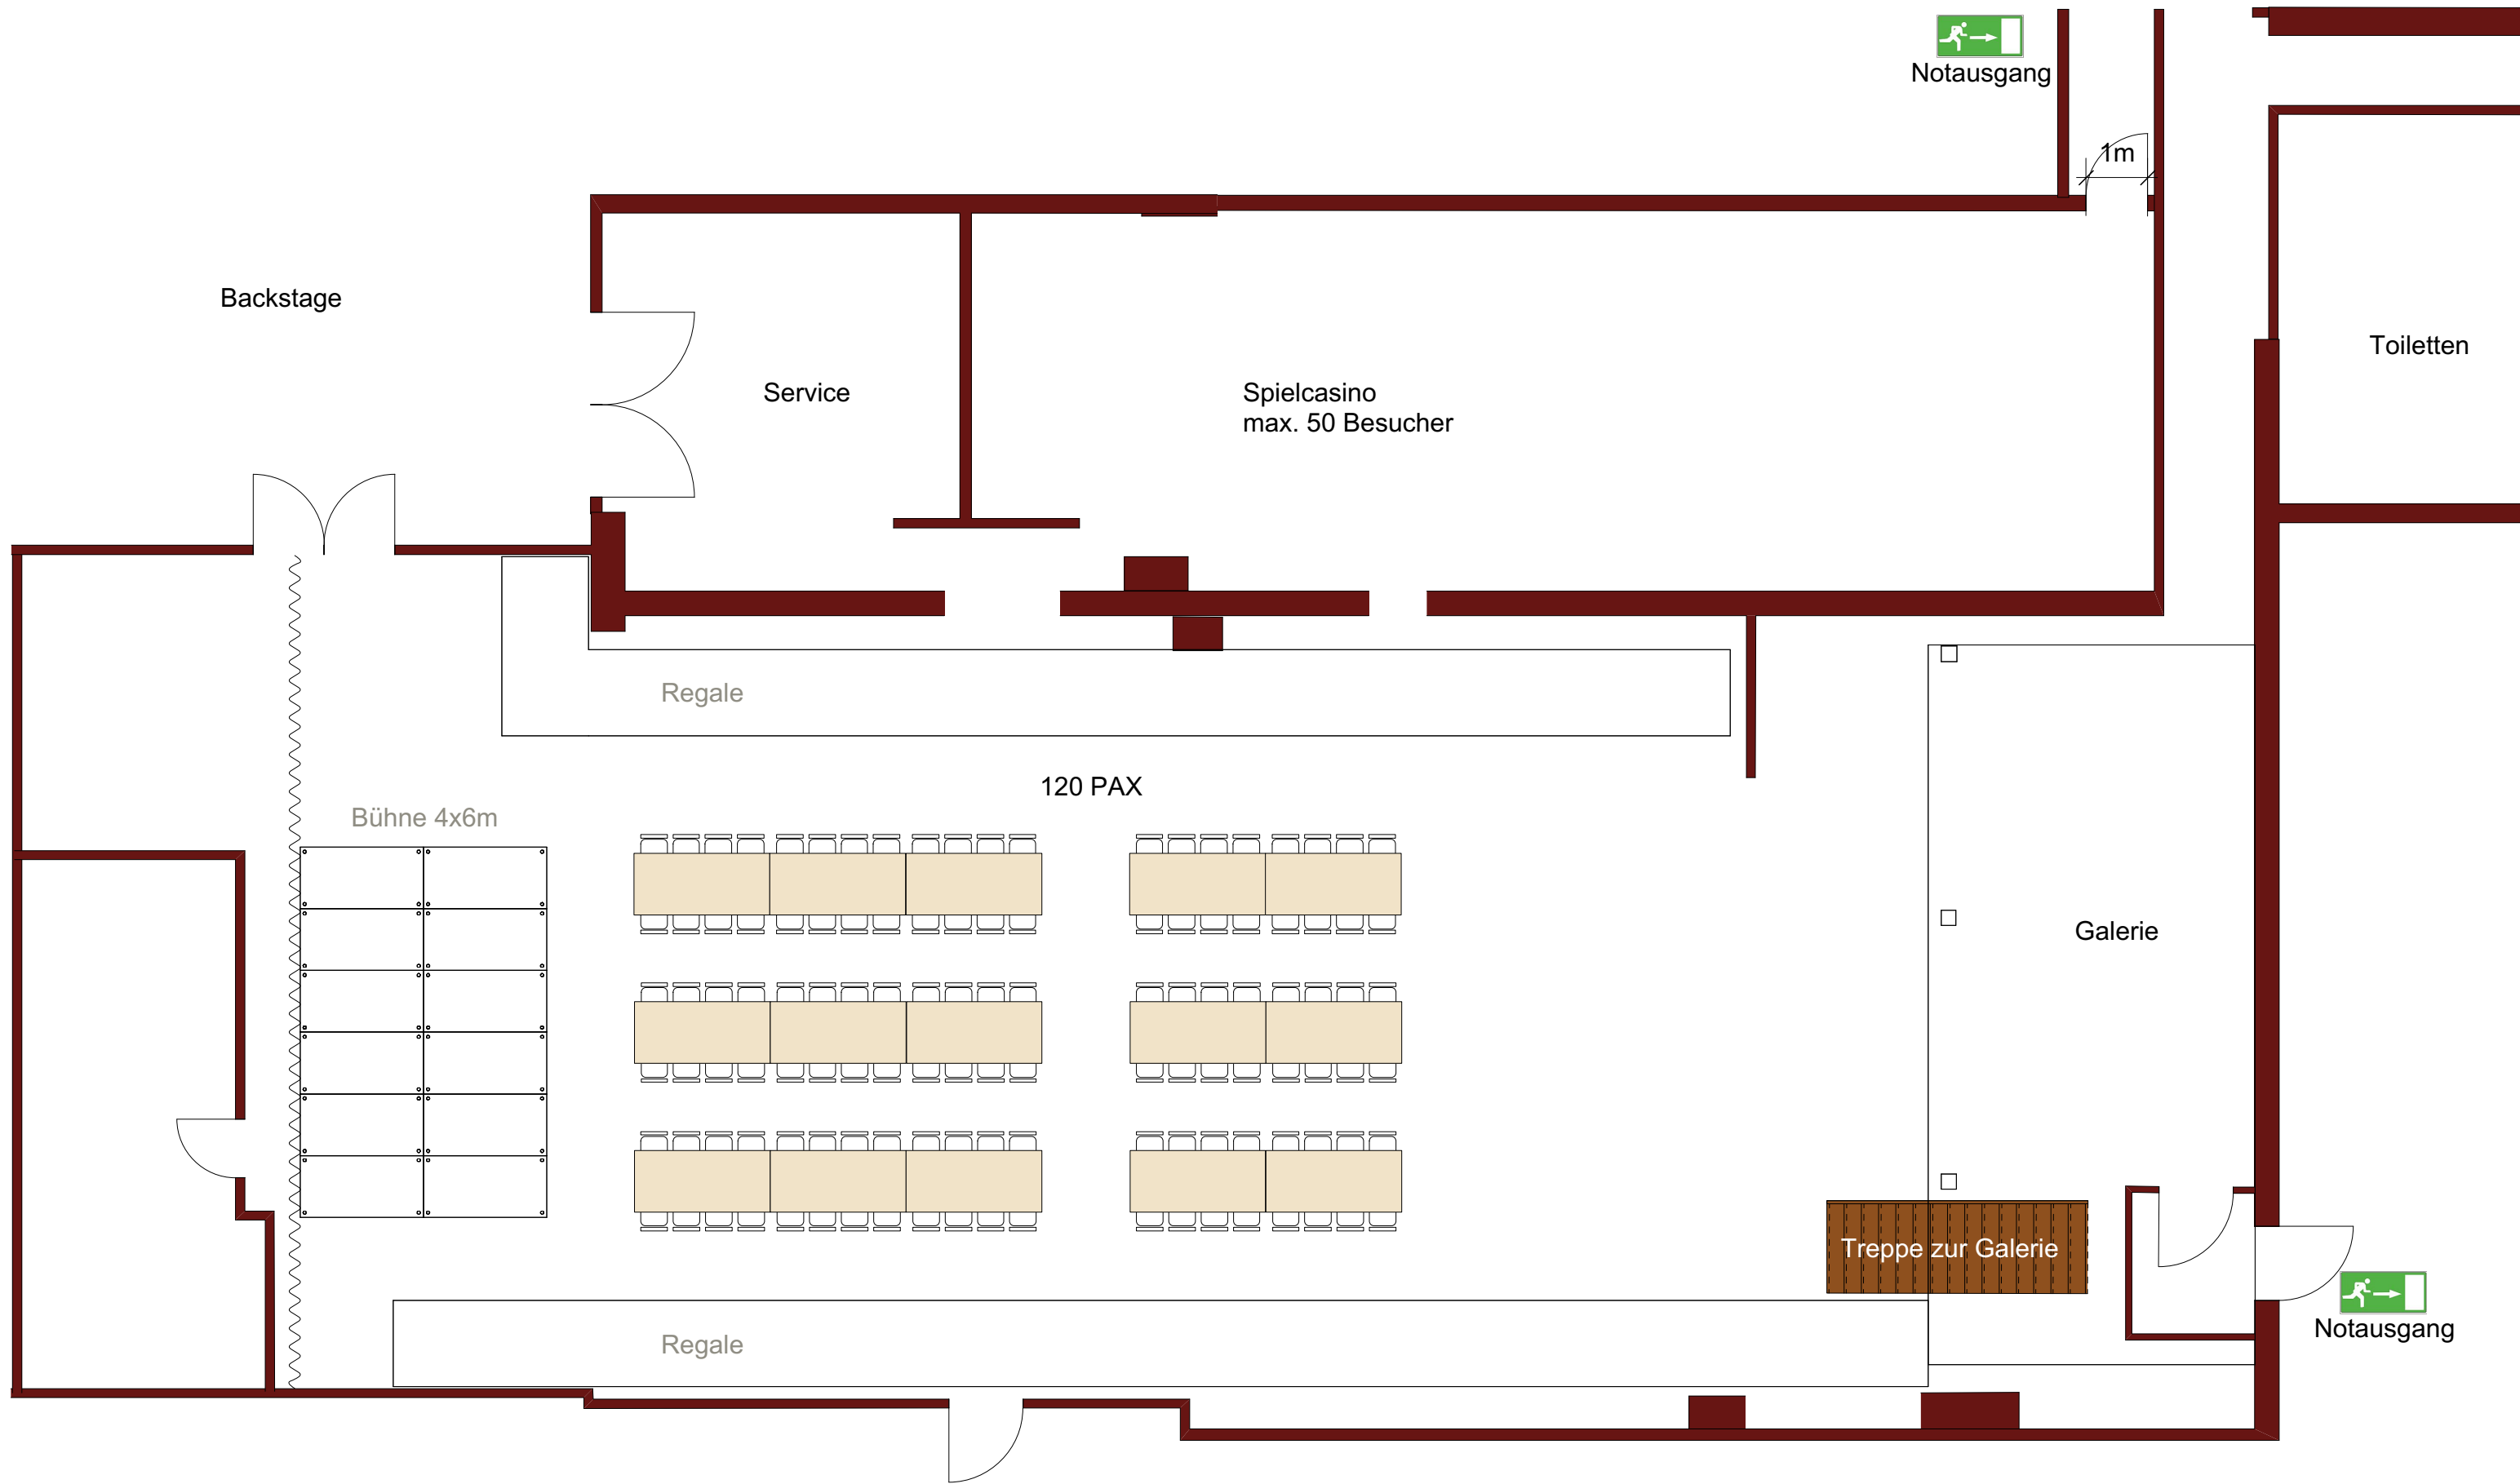 Notausgang
1m
Backstage
Toiletten
Service
Spielcasino
max. 50 Besucher
Regale
120 PAX
Bühne 4x6m
Galerie
Treppe zur Galerie
Notausgang
Regale